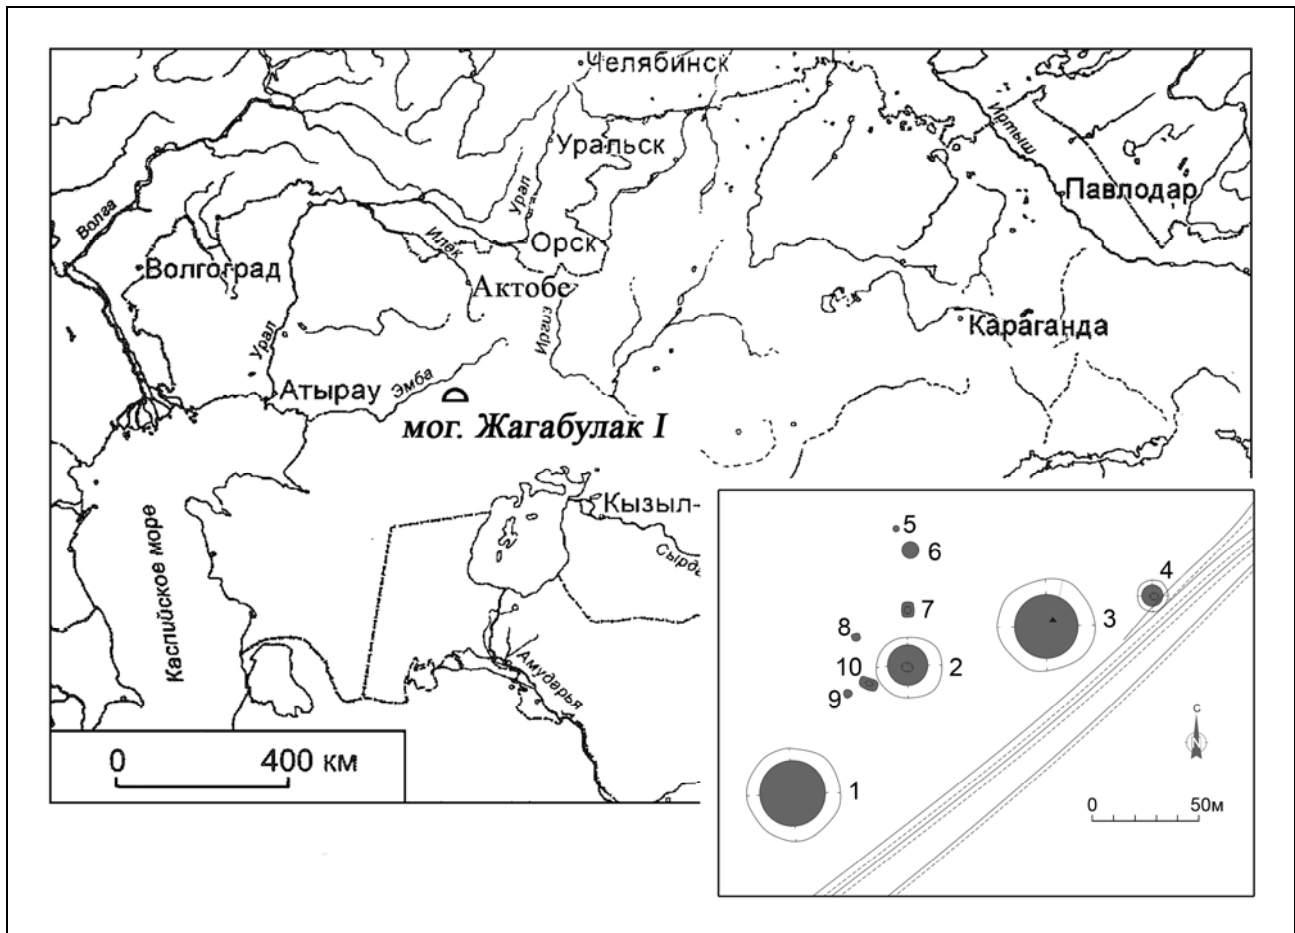 Челябинск
Уральск
Иртыш
Павлодар
Волга
Урал
Илек
Орск
Волгоград
Актобе
Иргиз
Урал
Караганда
Атырау
Эмба
мог. Жагабулак I
Кызыл-
Сырда
Каспийское море
Амударья
0 400 км
5
6
4
7
3
8
10
2
9
1
С
N
0 50м